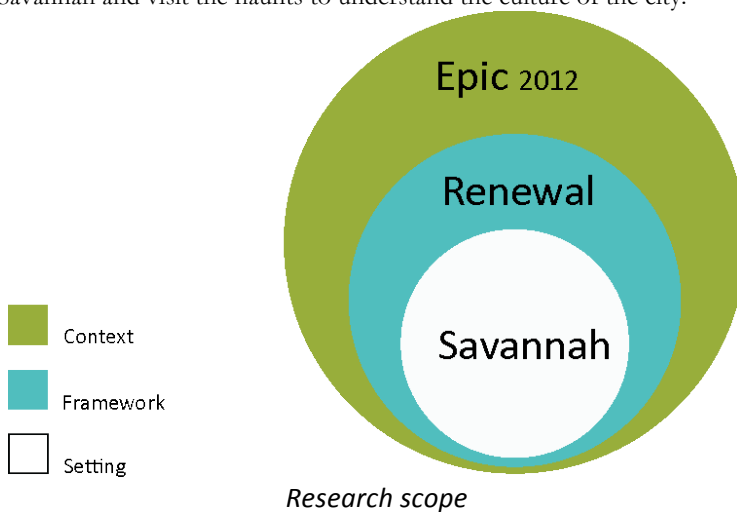 Savannah and visit the haunts to understand the culture of the city.
Epic 2012
Renewal
Savannah
Context
Framework
Setting
Research scope